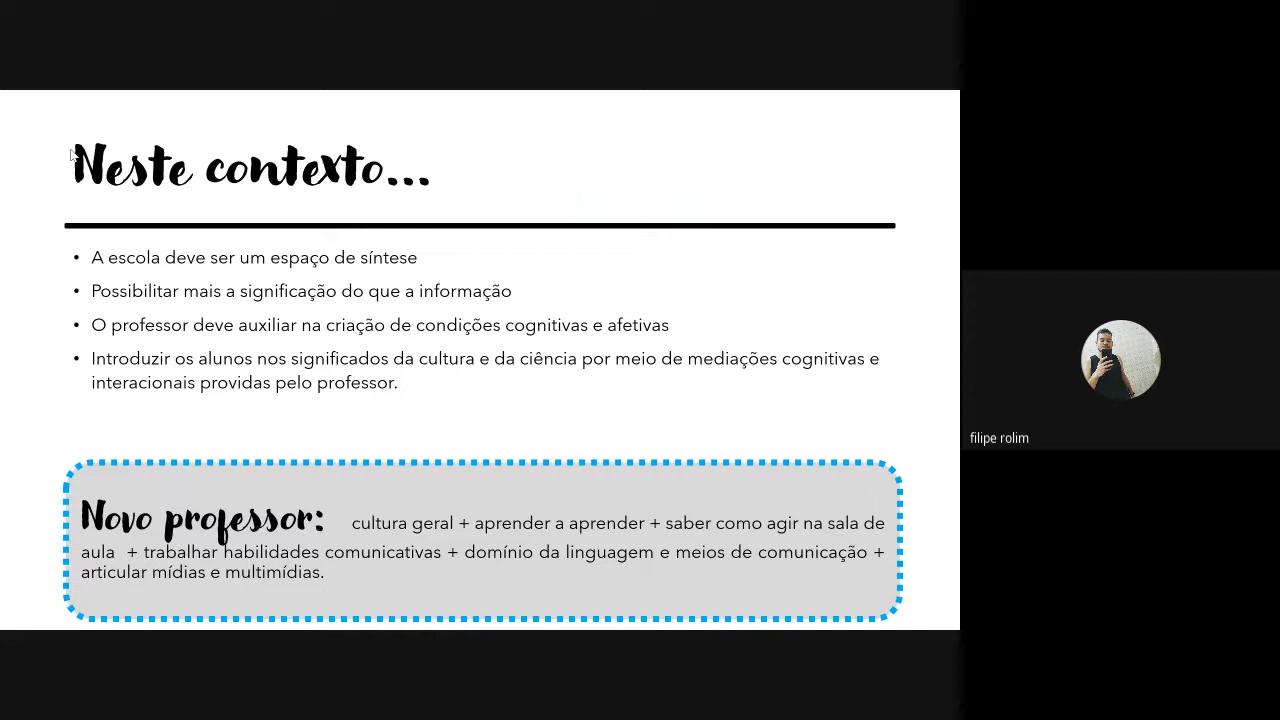 Neste contexto...
• A escola deve ser um espaço de síntese
• Possibilitar mais a significação do que a informação
• O professor deve auxiliar na criação de condições cognitivas e afetivas
• Introduzir os alunos nos significados da cultura e da ciência por meio de mediações cognitivas e
interacionais providas pelo professor.
filipe rolim
Novo professor: cultura geral + aprender a aprender + saber como agir na sala de
aula + trabalhar habilidades comunicativas + domínio da linguagem e meios de comunicação +
articular mídias e multimídias.